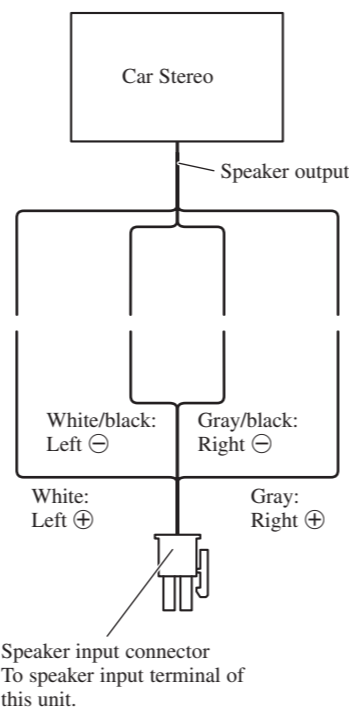 Car Stereo
Speaker output
White/black:
Left ⊖
Gray/black:
Right ⊖
White:
Left ⊕
Gray:
Right ⊕
Speaker input connector
To speaker input terminal of
this unit.